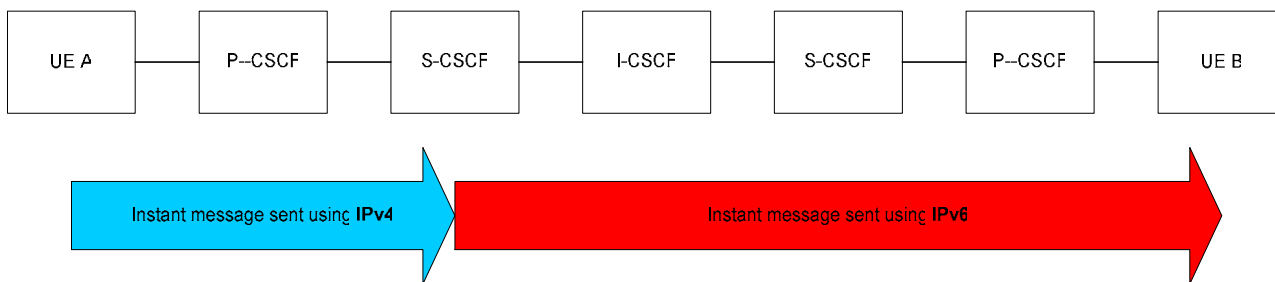 UE A
P--CSCF
S-CSCF
I-CSCF
S-CSCF
P--CSCF
UE B
Instant message sent using IPv4
Instant message sent using IPv6